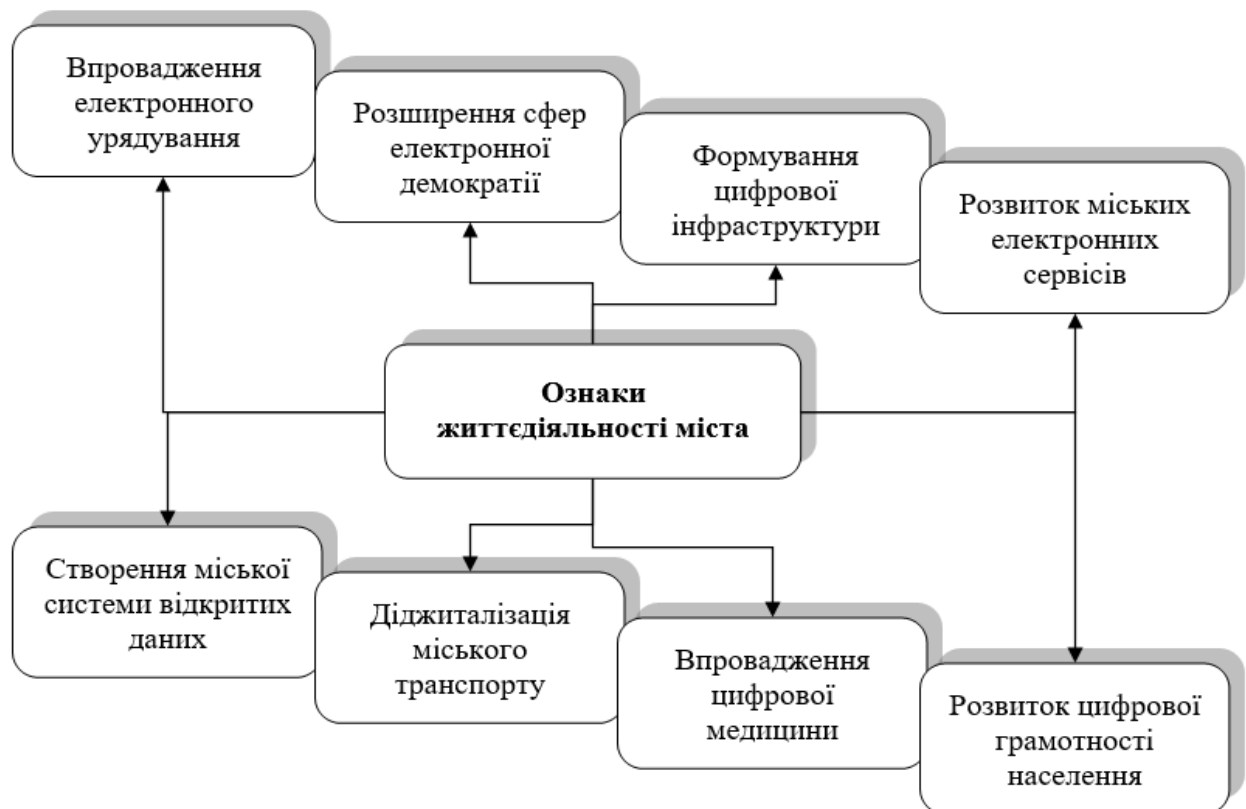 Впровадження
електронного
урядування
Розширення сфер
електронної
демократії
Формування
цифрової
інфраструктури
Розвиток міських
електронних
сервісів
Ознаки
життєдіяльності міста
Створення міської
системи відкритих
даних
Діджиталізація
міського
транспорту
Впровадження
цифрової
медицини
Розвиток цифрової
грамотності
населення